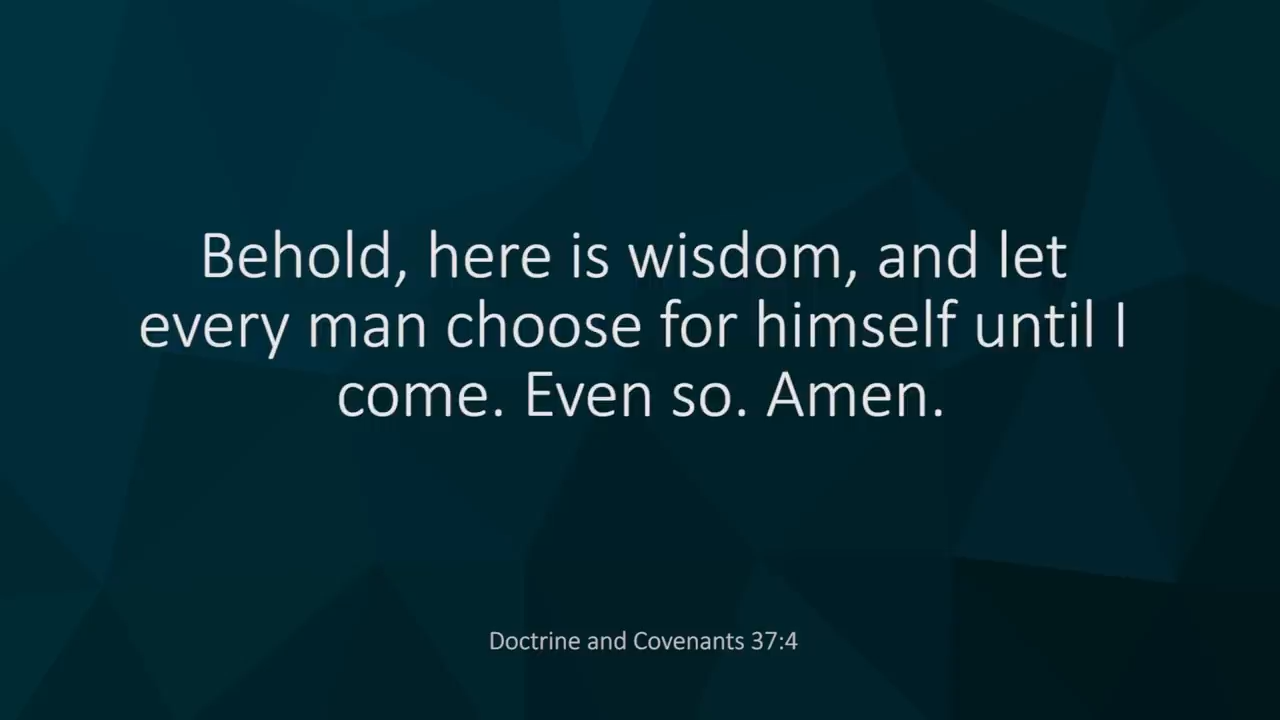 Behold, here is wisdom, and let
every man choose for himself until I
come. Even so. Amen.
Doctrine and Covenants 37:4